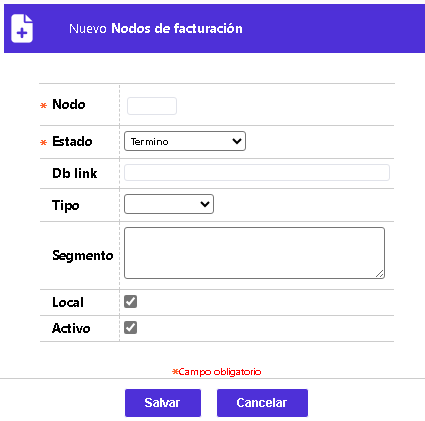 Nuevo Nodos de facturación
* Nodo
* Estado Termino
Db link
Tipo
Segmento
Local
Activo
*Campo obligatorio
Salvar Cancelar